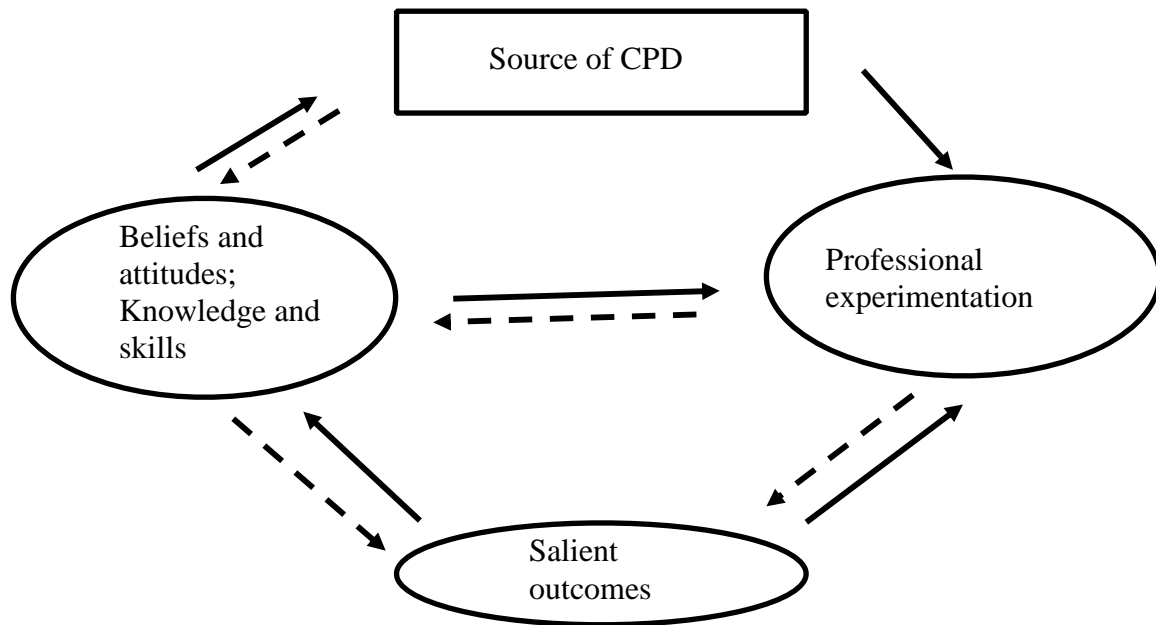 Source of CPD
Beliefs and
attitudes;
Knowledge and
skills
Professional
experimentation
Salient
outcomes